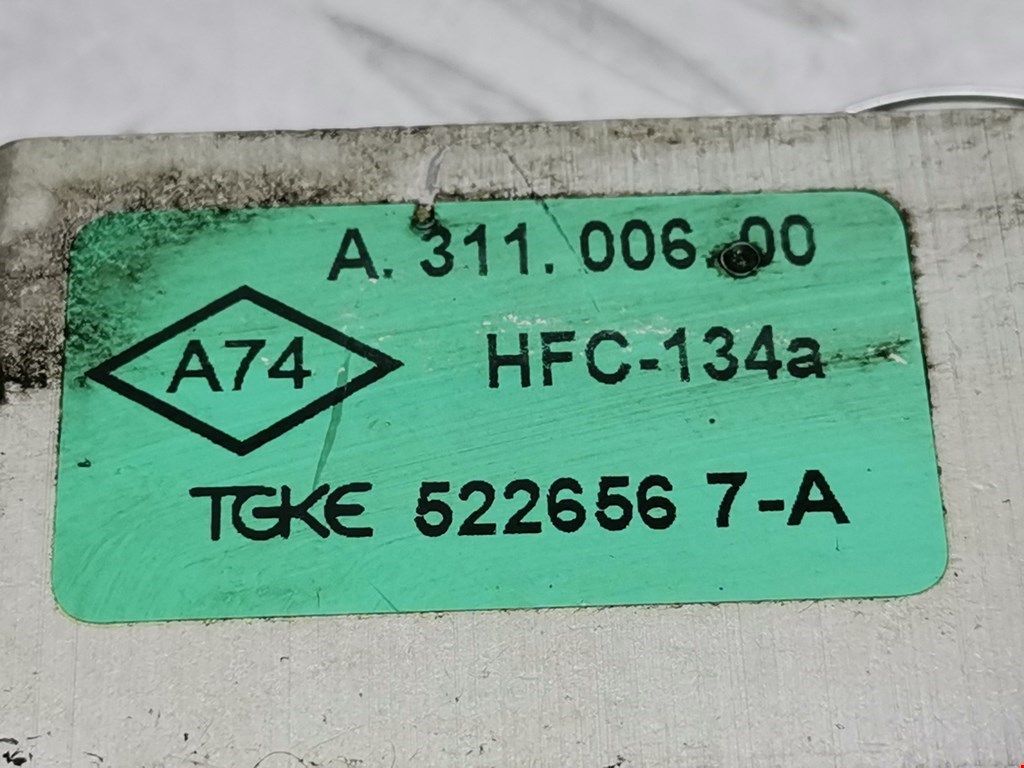 A. 311. 006.00
A74
HFC-134a
TGKE 522656 7-A